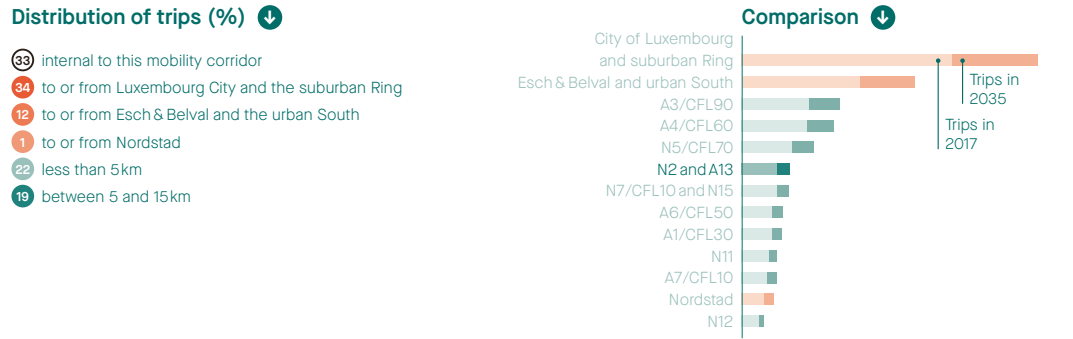 Distribution of trips (%)
33 internal to this mobility corridor
34 to or from Luxembourg City and the suburban Ring
12 to or from Esch & Belval and the urban South
1 to or from Nordstad
22 less than 5 km
19 between 5 and 15 km
Comparison
City of Luxembourg
and suburban Ring
Esch & Belval and urban South
A3/CFL90
A4/CFL60
N5/CFL70
N2 and A13
N7/CFL10 and N15
A6/CFL50
A1/CFL30
N11
A7/CFL10
Nordstad
N12
Trips in
2035
Trips in
2017